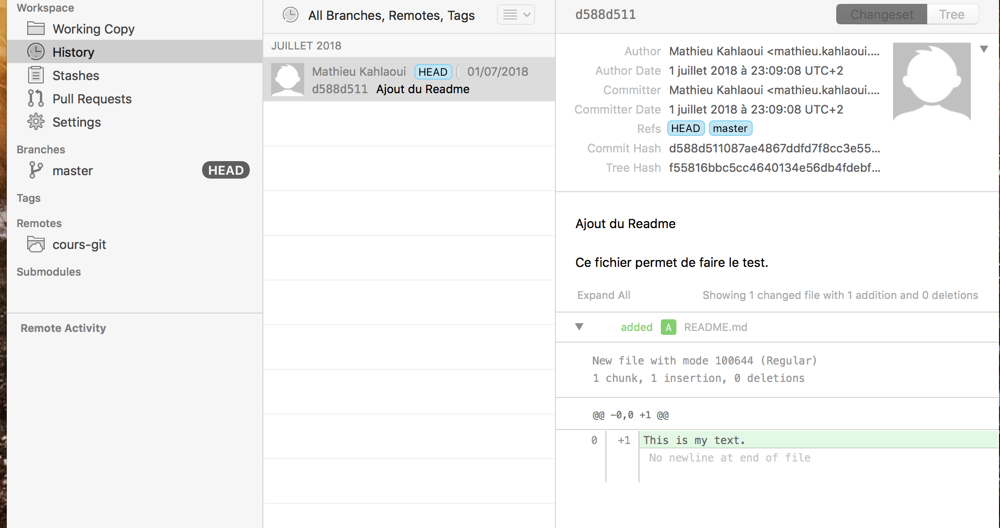 Workspace
Working Copy
History
Stashes
Pull Requests
Settings
Branches
master HEAD
Tags
Remotes
cours-git
Submodules
Remote Activity
All Branches, Remotes, Tags
JUILLET 2018
Mathieu Kahlaoui HEAD 01/07/2018
d588d511 Ajout du Readme
d588d511 Changeset Tree
Author Mathieu Kahlaoui <mathieu.kahlaoui....
Author Date 1 juillet 2018 à 23:09:08 UTC+2
Committer Mathieu Kahlaoui <mathieu.kahlaoui....
Committer Date 1 juillet 2018 à 23:09:08 UTC+2
Refs HEAD master
Commit Hash d588d511087ae4867ddfd7f8cc3e55...
Tree Hash f55816bbc5cc4640134e56db4fdebf...
Ajout du Readme
Ce fichier permet de faire le test.
Expand All Showing 1 changed file with 1 addition and 0 deletions
added A README.md
New file with mode 100644 (Regular)
1 chunk, 1 insertion, 0 deletions
@@ -0,0 +1 @@
0 +1 This is my text.
No newline at end of file